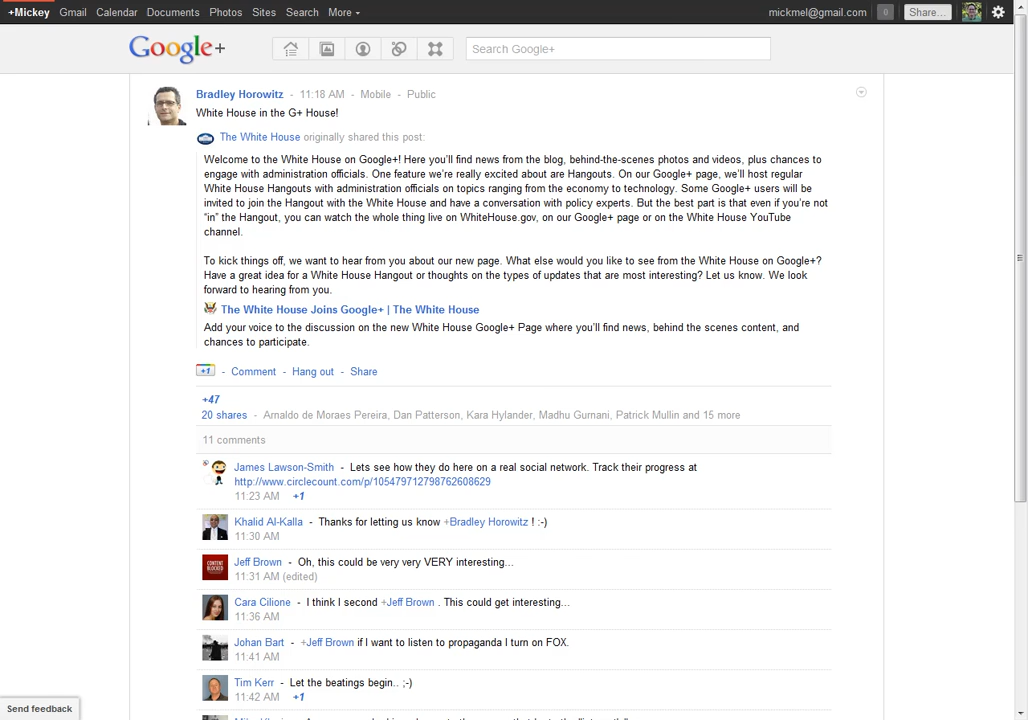 +Mickey Gmail Calendar Documents Photos Sites Search More mickmel@gmail.com 0 Share...
Google+ Search Google+
Bradley Horowitz - 11:18 AM - Mobile - Public
White House in the G+ House!
The White House originally shared this post:
Welcome to the White House on Google+! Here you'll find news from the blog, behind-the-scenes photos and videos, plus chances to
engage with administration officials. One feature we're really excited about are Hangouts. On our Google+ page, we'll host regular
White House Hangouts with administration officials on topics ranging from the economy to technology. Some Google+ users will be
invited to join the Hangout with the White House and have a conversation with policy experts. But the best part is that even if you're not
"in" the Hangout, you can watch the whole thing live on WhiteHouse.gov, on our Google+ page or on the White House YouTube
channel.
To kick things off, we want to hear from you about our new page. What else would you like to see from the White House on Google+?
Have a great idea for a White House Hangout or thoughts on the types of updates that are most interesting? Let us know. We look
forward to hearing from you.
The White House Joins Google+ | The White House
Add your voice to the discussion on the new White House Google+ Page where you'll find news, behind the scenes content, and
chances to participate.
+1 - Comment - Hang out - Share
+47
20 shares - Arnaldo de Moraes Pereira, Dan Patterson, Kara Hylander, Madhu Gurnani, Patrick Mullin and 15 more
11 comments
James Lawson-Smith - Lets see how they do here on a real social network. Track their progress at
http://www.circlecount.com/p/105479712798762608629
11:23 AM +1
Khalid Al-Kalla - Thanks for letting us know +Bradley Horowitz ! :-)
11:30 AM
Jeff Brown - Oh, this could be very very VERY interesting...
11:31 AM (edited)
Cara Cilione - I think I second +Jeff Brown . This could get interesting...
11:36 AM
Johan Bart - +Jeff Brown if I want to listen to propaganda I turn on FOX.
11:41 AM
Tim Kerr - Let the beatings begin.. ;-)
11:42 AM +1
Send feedback